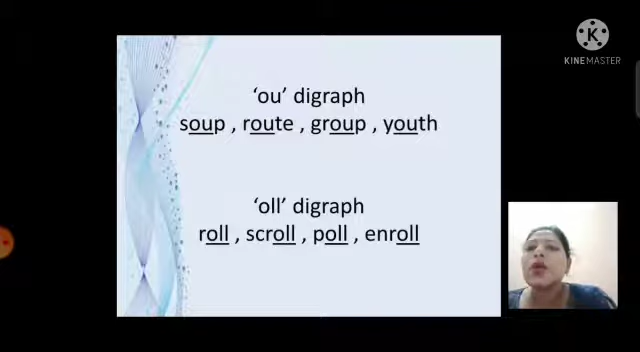 K
KINEMASTER
‘ou’ digraph
soup , route , group , youth
‘oll’ digraph
roll , scroll , poll , enroll